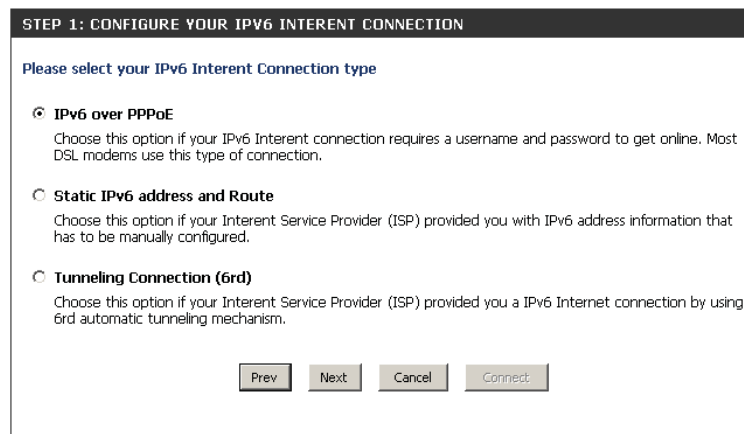 STEP 1: CONFIGURE YOUR IPV6 INTERENT CONNECTION
Please select your IPv6 Interent Connection type
IPv6 over PPPoE
Choose this option if your IPv6 Interent connection requires a username and password to get online. Most
DSL modems use this type of connection.
Static IPv6 address and Route
Choose this option if your Interent Service Provider (ISP) provided you with IPv6 address information that
has to be manually configured.
Tunneling Connection (6rd)
Choose this option if your Interent Service Provider (ISP) provided you a IPv6 Internet connection by using
6rd automatic tunneling mechanism.
Prev Next Cancel Connect